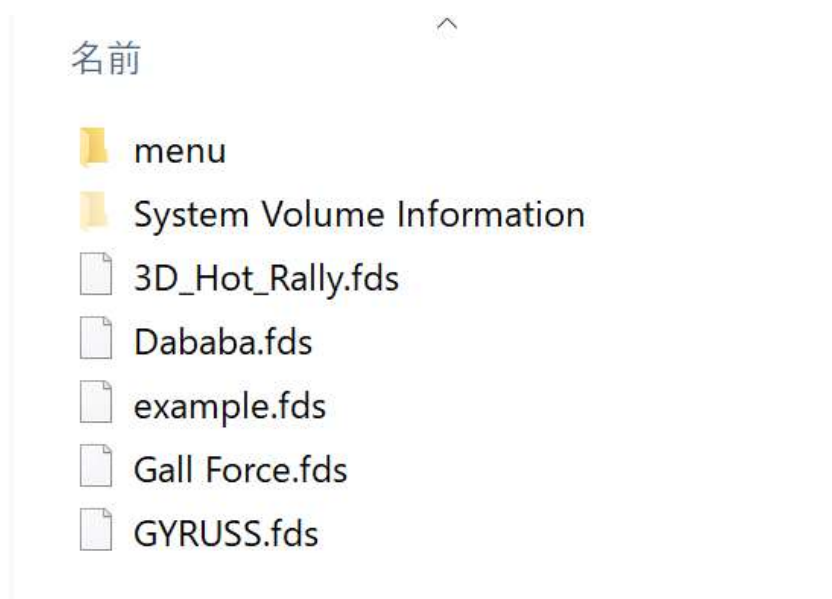 名前
menu
System Volume Information
3D_Hot_Rally.fds
Dababa.fds
example.fds
Gall Force.fds
GYRUSS.fds